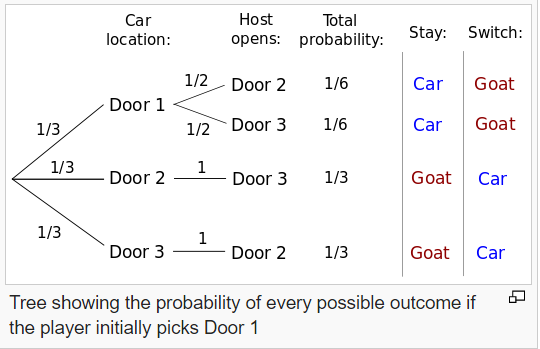 Car location: Host opens: Total probability: Stay: Switch:
1/3 Door 1 1/2 Door 2 1/6 Car Goat
1/2 Door 3 1/6 Car Goat
1/3 Door 2 1 Door 3 1/3 Goat Car
1/3 Door 3 1 Door 2 1/3 Goat Car
Tree showing the probability of every possible outcome if
the player initially picks Door 1